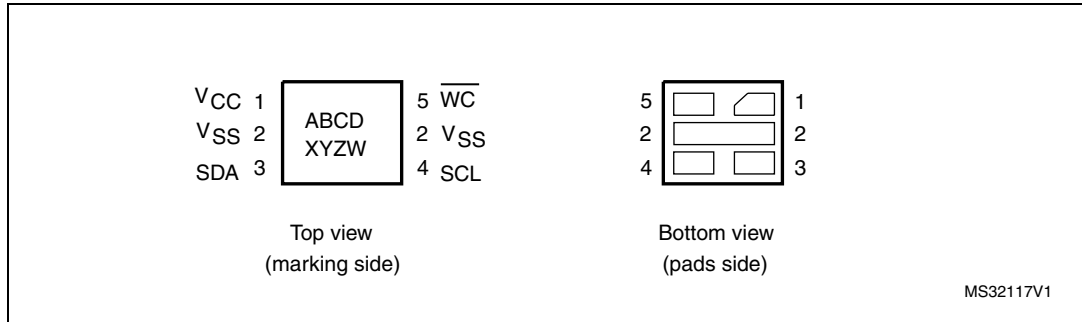 VCC 1 ABCD 5 WC
VSS 2 XYZW 2 VSS
SDA 3 4 SCL
Top view
(marking side)
5 1
2 2
4 3
Bottom view
(pads side)
MS32117V1